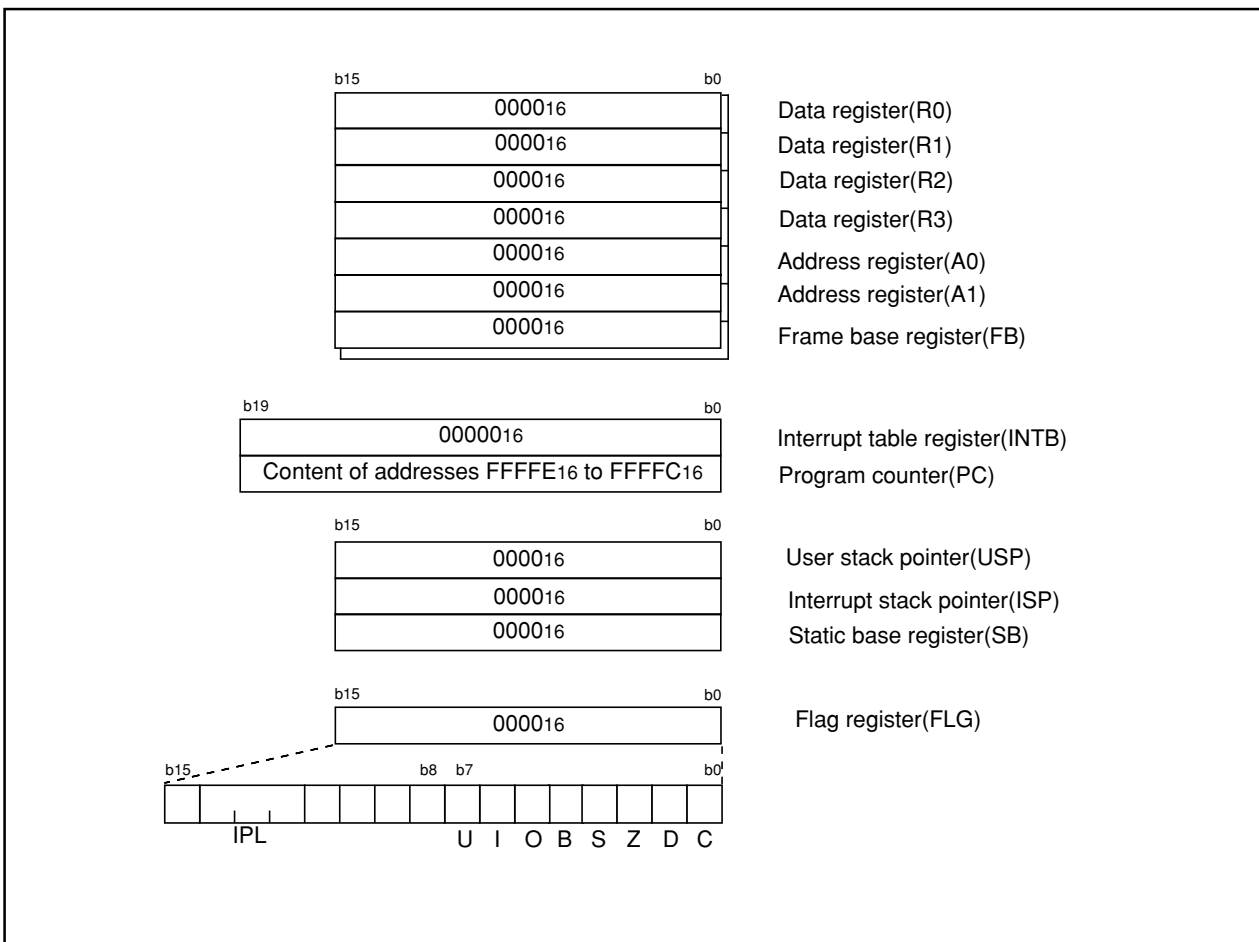 b15 b0
000016 Data register(R0)
000016 Data register(R1)
000016 Data register(R2)
000016 Data register(R3)
000016 Address register(A0)
000016 Address register(A1)
000016 Frame base register(FB)
b19 b0
0000016 Interrupt table register(INTB)
Content of addresses FFFFE16 to FFFFC16 Program counter(PC)
b15 b0
000016 User stack pointer(USP)
000016 Interrupt stack pointer(ISP)
000016 Static base register(SB)
b15 b0
000016 Flag register(FLG)
b15 b8 b7 b0
IPL U I O B S Z D C